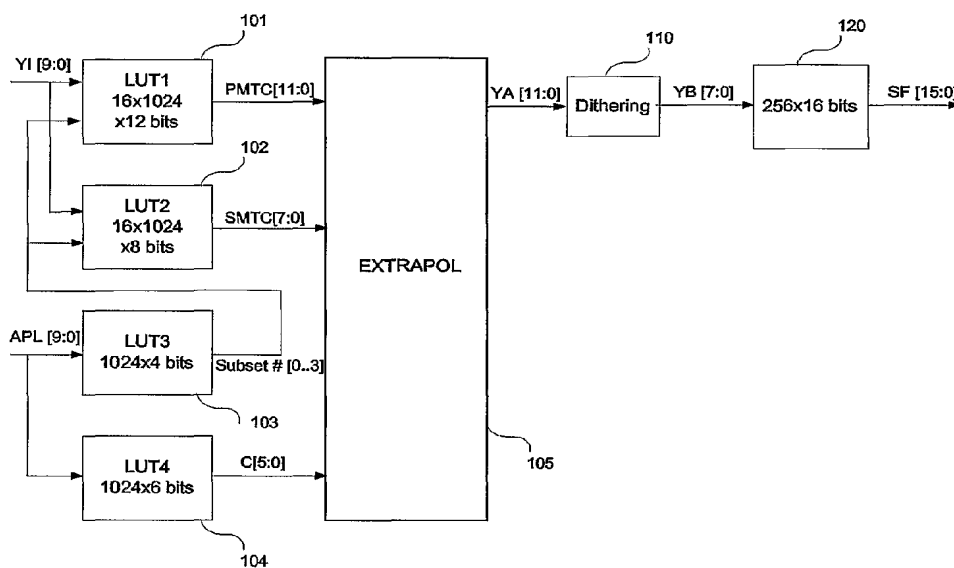 101
YI [9:0]
LUT1
16x1024
x12 bits
PMTC[11:0]
102
LUT2
16x1024
x8 bits
SMTC[7:0]
APL [9:0]
LUT3
1024x4 bits
Subset # [0..3]
103
LUT4
1024x6 bits
C[5:0]
104
EXTRAPOL
105
YA [11:0]
110
Dithering
YB [7:0]
120
256x16 bits
SF [15:0]